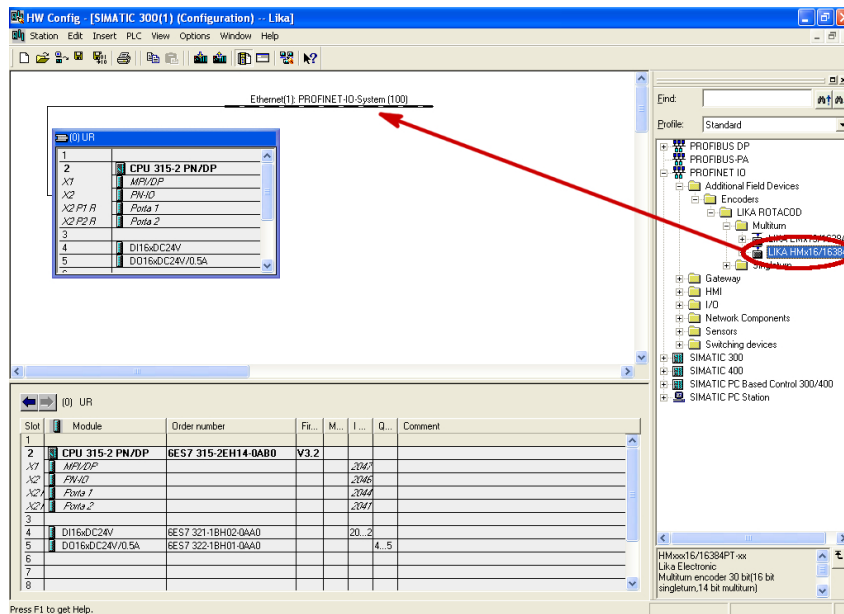 HW Config - [SIMATIC 300(1) (Configuration) -- Lika]
Station Edit Insert PLC View Options Window Help
Ethernet(1): PROFINET-IO-System (100)
(0) UR
1
2 CPU 315-2 PN/DP
X1 MPI/DP
X2 PN-IO
X2 P1 R Porta 1
X2 P2 R Porta 2
3
4 DI16xDC24V
5 DO16xDC24V/0.5A
Find:
Profile: Standard
PROFIBUS DP
PROFIBUS-PA
PROFINET IO
Additional Field Devices
Encoders
LIKA ROTACOD
Multiturn
LIKA HMx16/16384
Singleturn
Gateway
HMI
I/O
Network Components
Sensors
Switching devices
SIMATIC 300
SIMATIC 400
SIMATIC PC Based Control 300/400
SIMATIC PC Station
(0) UR
Slot Module Order number Fir... M... I ... Q... Comment
1
2 CPU 315-2 PN/DP 6ES7 315-2EH14-0AB0 V3.2
X1 MPI/DP 2047
X2 PN-IO 2046
X2 Porta 1 2044
X2 Porta 2 2041
3
4 DI16xDC24V 6ES7 321-1BH02-0AA0 20...2
5 DO16xDC24V/0.5A 6ES7 322-1BH01-0AA0 4...5
6
7
8
HMxxx16/16384PT-xx
Lika Electronic
Multiturn encoder 30 bit(16 bit
singleturn,14 bit multiturn)
Press F1 to get Help.